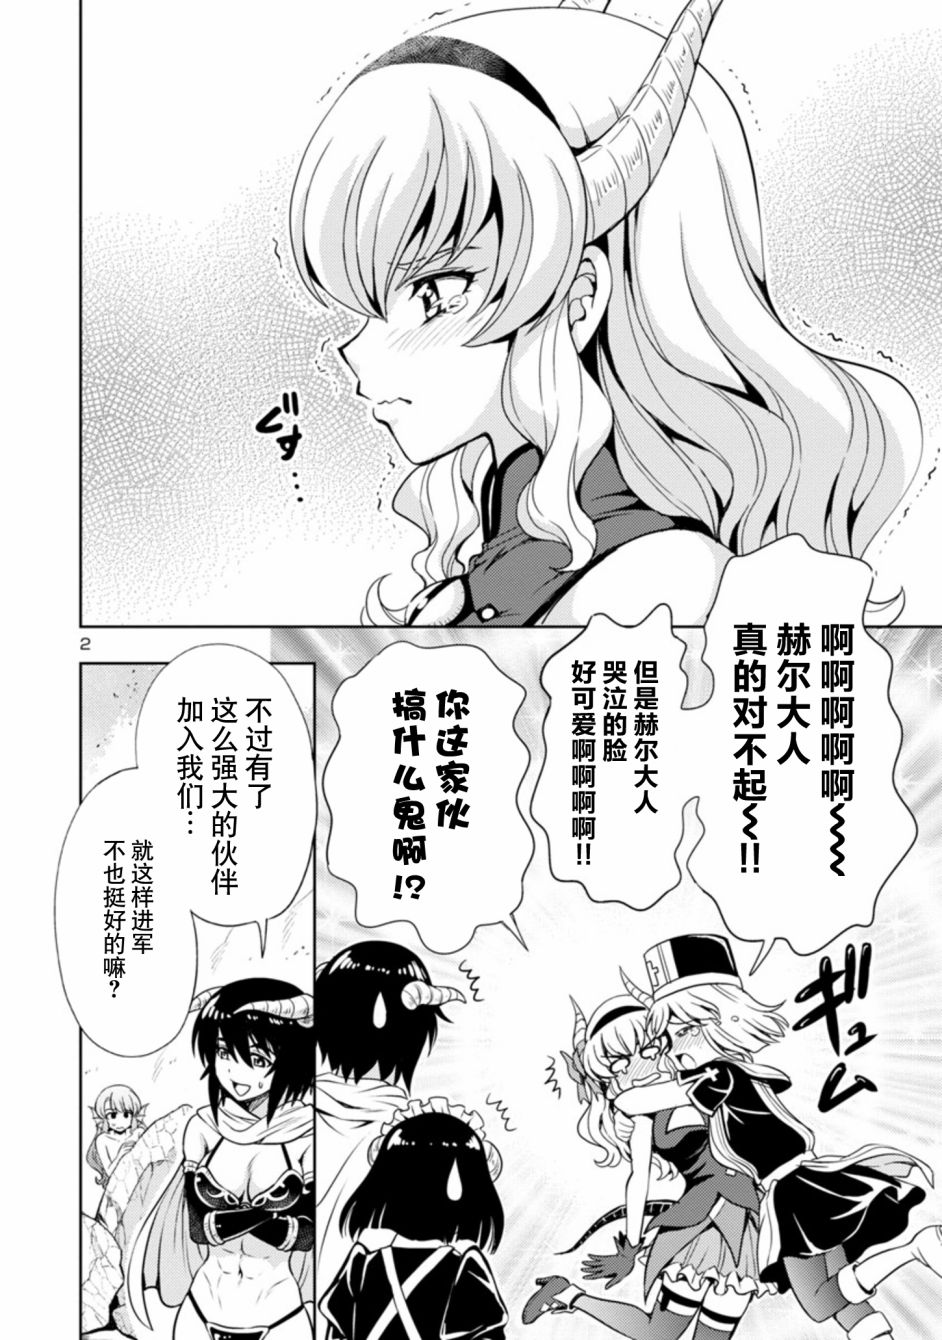 ぐす…
啊啊啊啊啊~~
赫尔大人
真的对不起~!!
但是赫尔大人
哭泣的脸
好可爱啊啊啊啊!!
你这家伙
搞什么鬼啊!?
ギュム
2
不过有了
这么强大的伙伴
加入我们…
就这样进军
不也挺好的嘛?